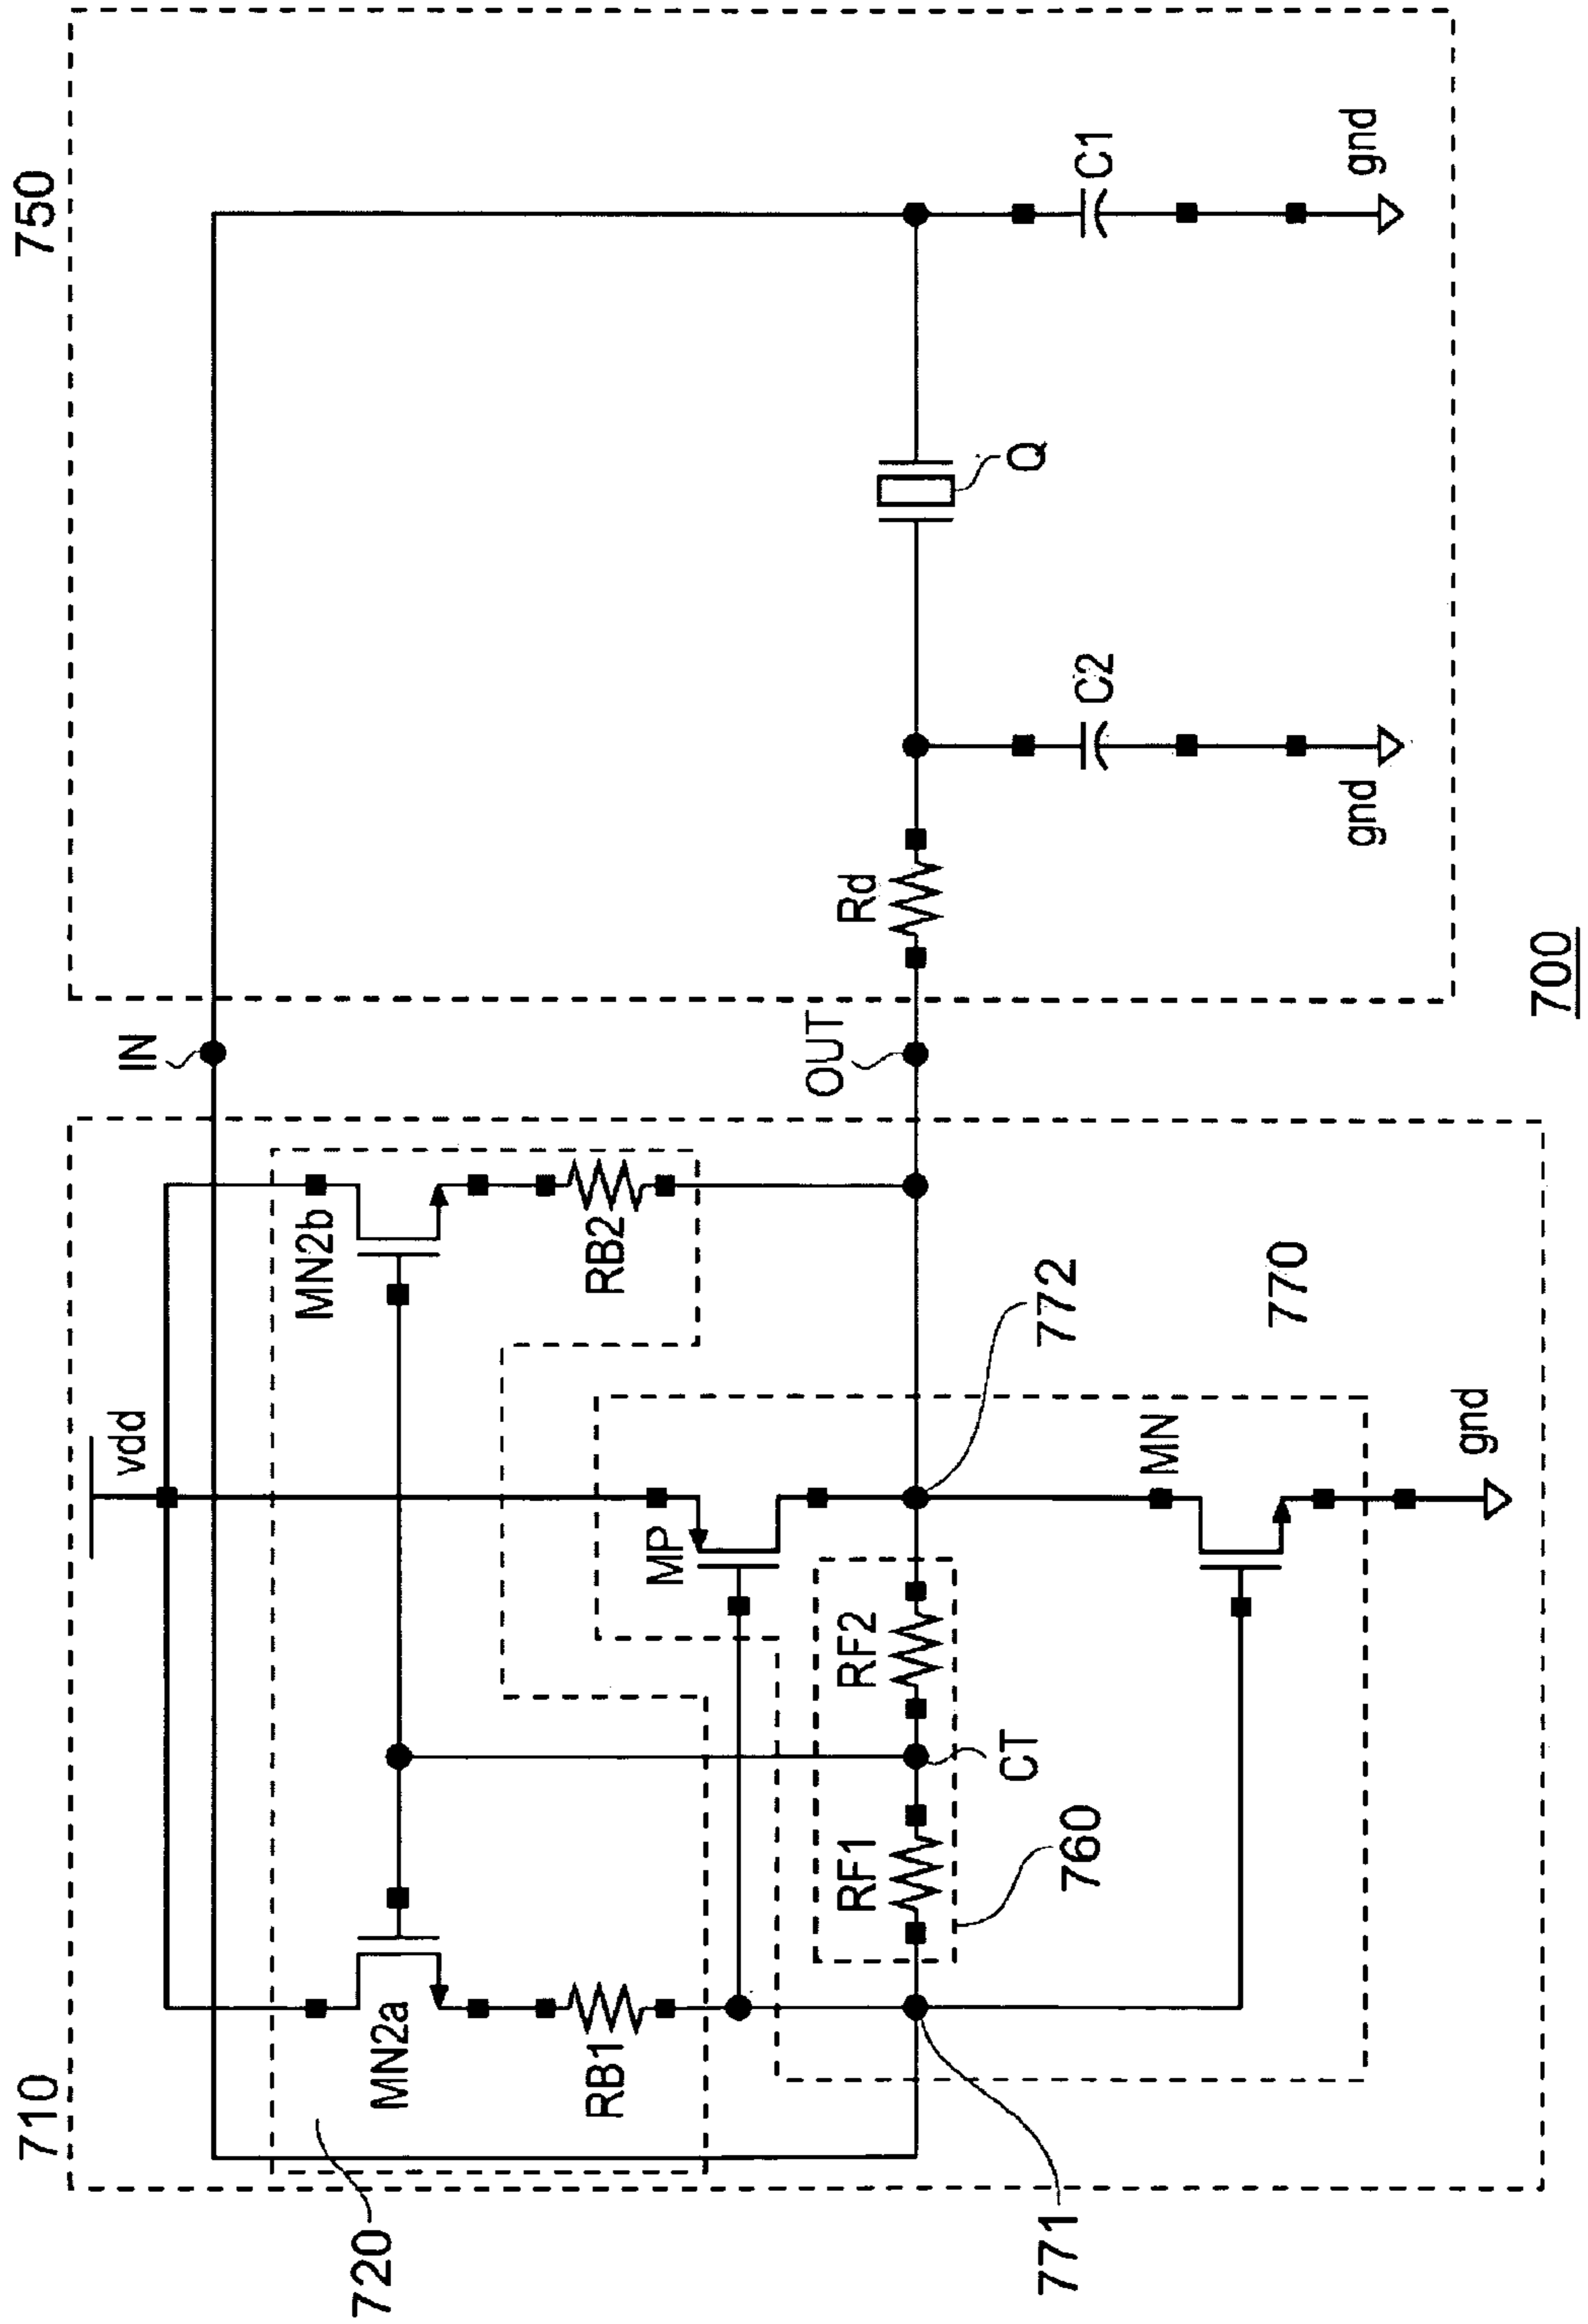 710
750
IN
vdd
MN2a
MN2b
720
RB1
RB2
MP
OUT
RF1
RF2
Rd
CT
Q
760
771
772
C2
C1
MN
770
gnd
gnd
gnd
700